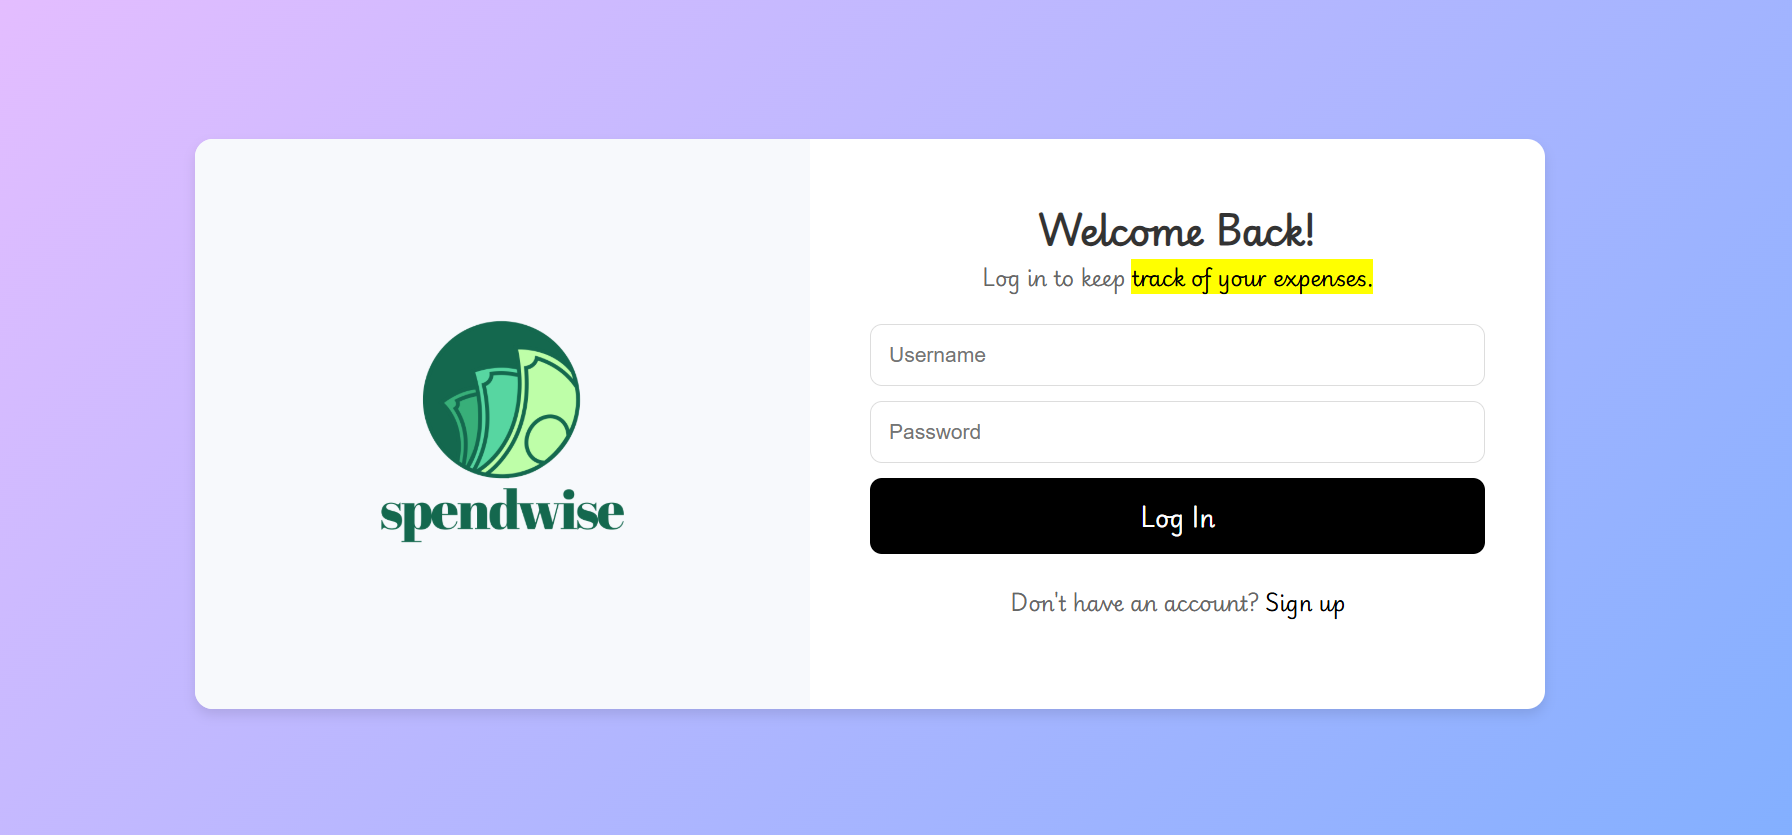 spendwise
Welcome Back!
Log in to keep track of your expenses.
Username
Password
Log In
Don't have an account? Sign up